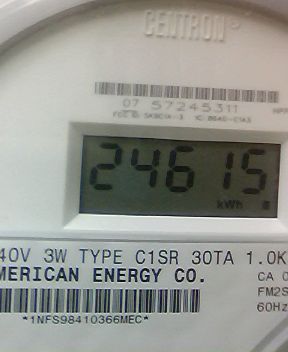 CENTRON
07 57245311
24615
kWh
40V 3W TYPE C1SR 30TA 1.0K
MERICAN ENERGY CO.
CA 0
FM2S
60Hz
*1NFS98410366MEC*